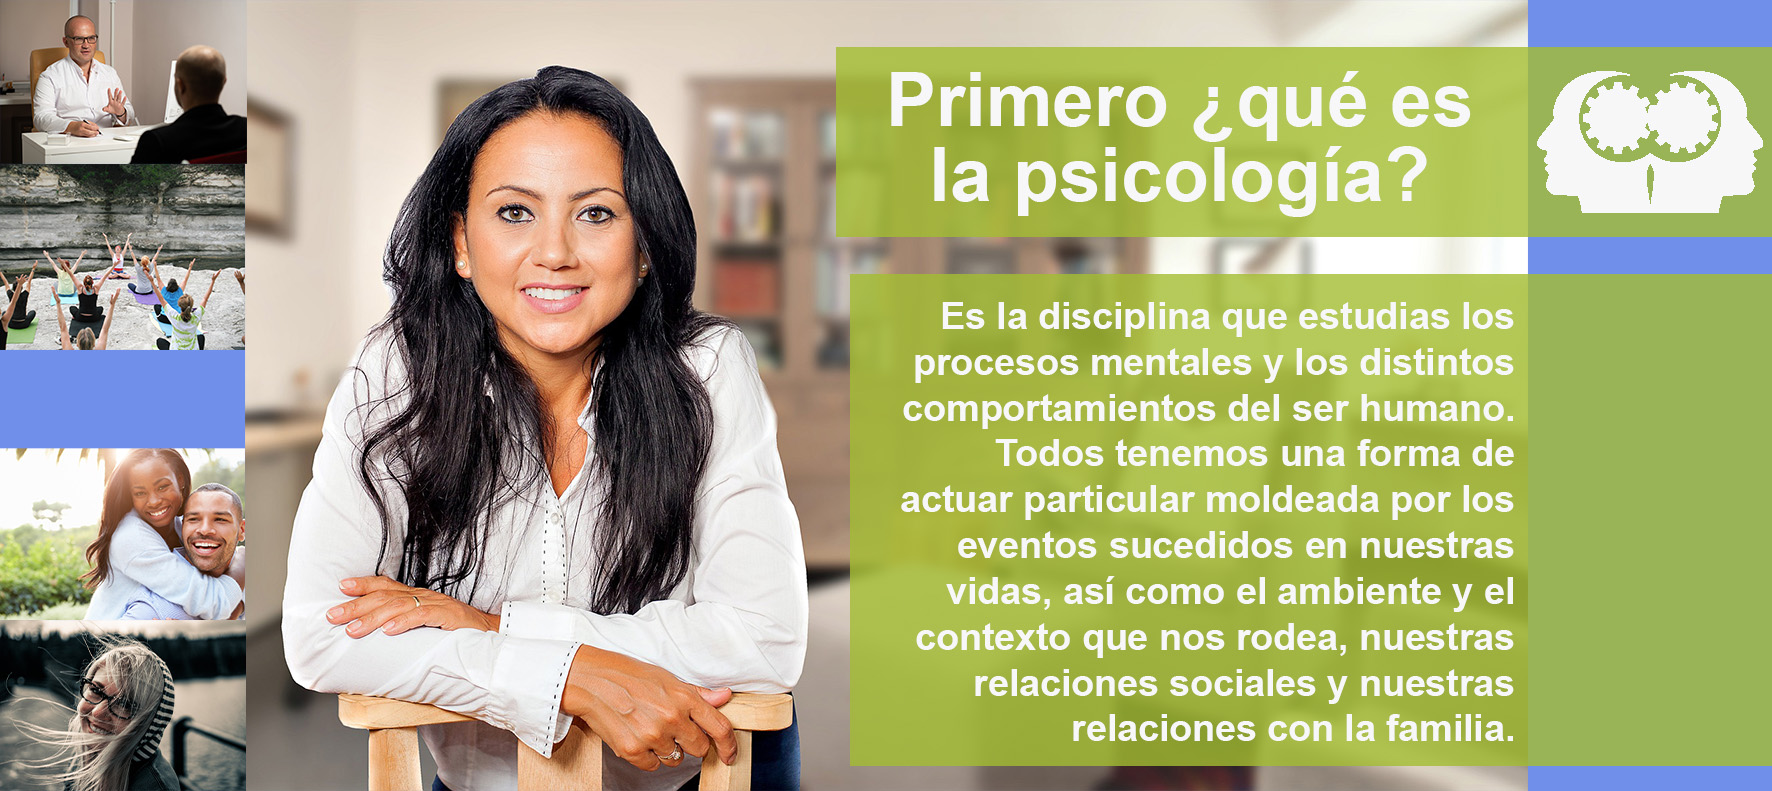 Primero ¿qué es
la psicología?
Es la disciplina que estudias los
procesos mentales y los distintos
comportamientos del ser humano.
Todos tenemos una forma de
actuar particular moldeada por los
eventos sucedidos en nuestras
vidas, así como el ambiente y el
contexto que nos rodea, nuestras
relaciones sociales y nuestras
relaciones con la familia.